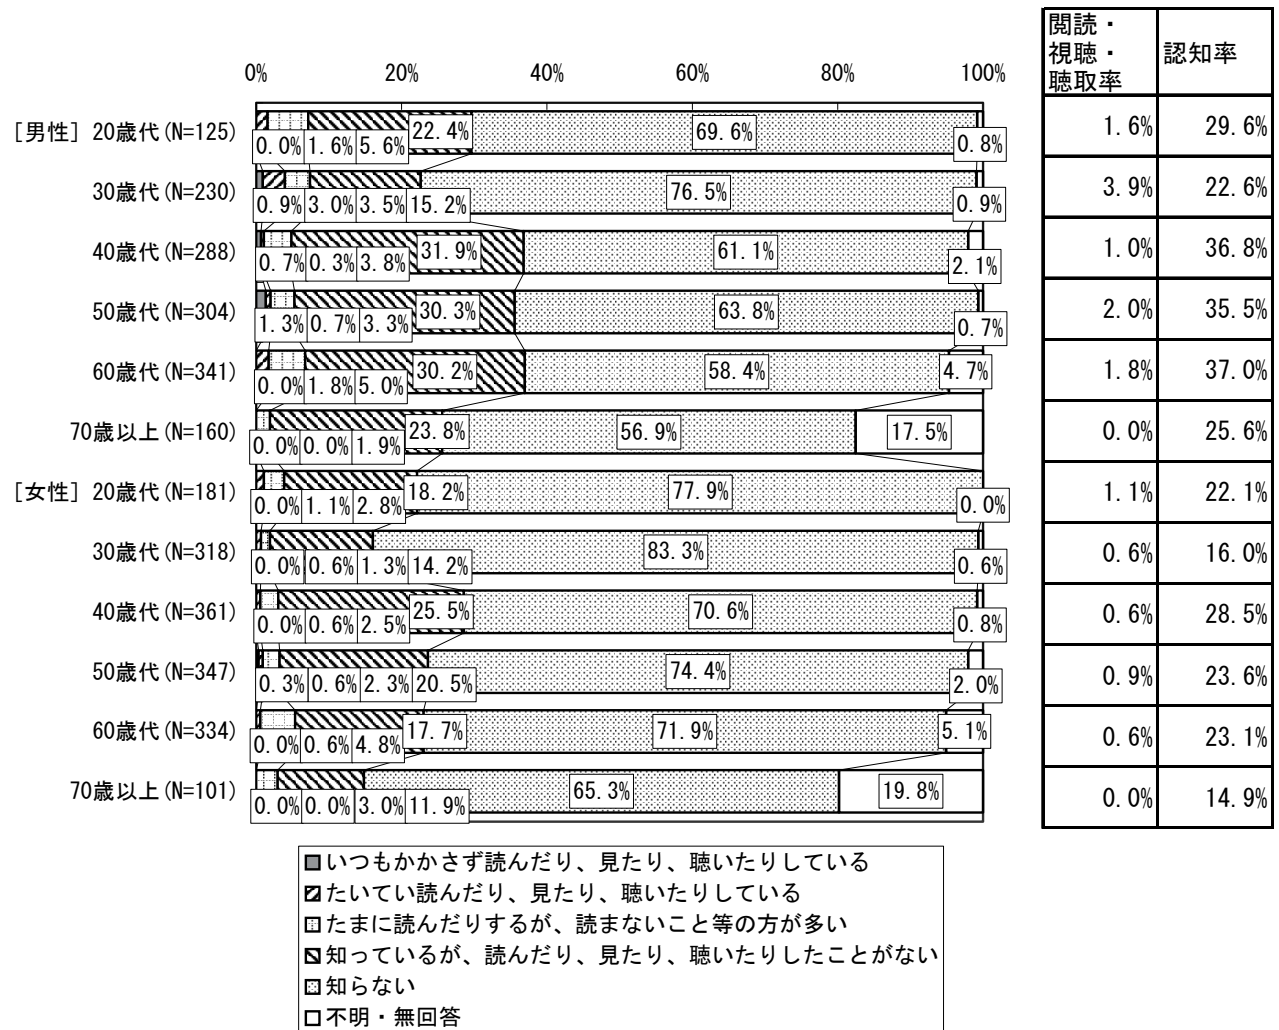 閲読・
視聴・
聴取率
認知率
0% 20% 40% 60% 80% 100%
[男性] 20歳代(N=125) 0.0% 1.6% 5.6% 22.4% 69.6% 0.8% 1.6% 29.6%
30歳代(N=230) 0.9% 3.0% 3.5% 15.2% 76.5% 0.9% 3.9% 22.6%
40歳代(N=288) 0.7% 0.3% 3.8% 31.9% 61.1% 2.1% 1.0% 36.8%
50歳代(N=304) 1.3% 0.7% 3.3% 30.3% 63.8% 0.7% 2.0% 35.5%
60歳代(N=341) 0.0% 1.8% 5.0% 30.2% 58.4% 4.7% 1.8% 37.0%
70歳以上(N=160) 0.0% 0.0% 1.9% 23.8% 56.9% 17.5% 0.0% 25.6%
[女性] 20歳代(N=181) 0.0% 1.1% 2.8% 18.2% 77.9% 0.0% 1.1% 22.1%
30歳代(N=318) 0.0% 0.6% 1.3% 14.2% 83.3% 0.6% 0.6% 16.0%
40歳代(N=361) 0.0% 0.6% 2.5% 25.5% 70.6% 0.8% 0.6% 28.5%
50歳代(N=347) 0.3% 0.6% 2.3% 20.5% 74.4% 2.0% 0.9% 23.6%
60歳代(N=334) 0.0% 0.6% 4.8% 17.7% 71.9% 5.1% 0.6% 23.1%
70歳以上(N=101) 0.0% 0.0% 3.0% 11.9% 65.3% 19.8% 0.0% 14.9%
いつもかかさず読んだり、見たり、聴いたりしている
たいてい読んだり、見たり、聴いたりしている
たまに読んだりするが、読まないこと等の方が多い
知っているが、読んだり、見たり、聴いたりしたことがない
知らない
不明・無回答